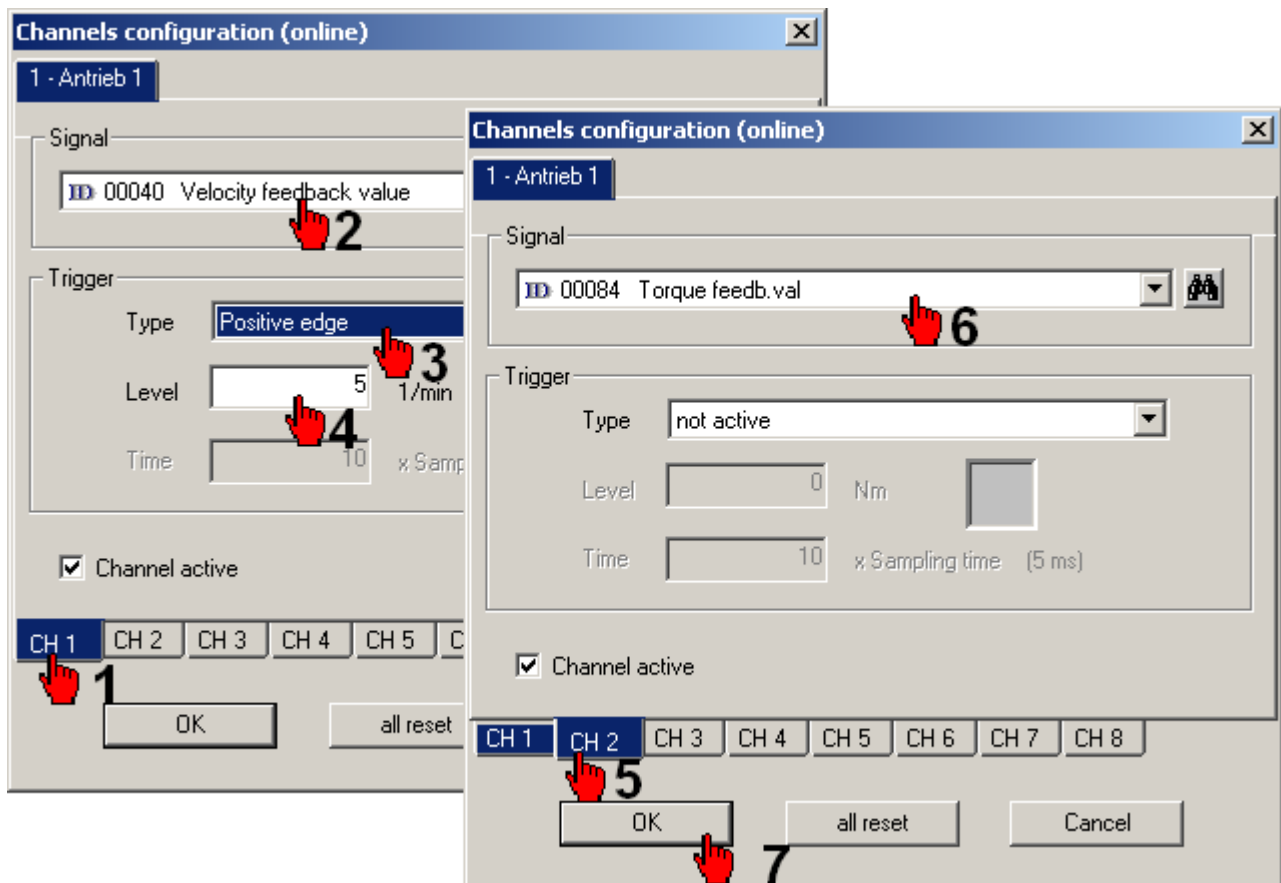 Channels configuration (online)
1 - Antrieb 1
Signal
ID 00040 Velocity feedback value
2
Trigger
Type Positive edge
3
Level 5 1/min
4
Time 10 x Samp
Channel active
CH 1 CH 2 CH 3 CH 4 CH 5 C
1
OK all reset
Channels configuration (online)
1 - Antrieb 1
Signal
ID 00084 Torque feedb.val
6
Trigger
Type not active
Level 0 Nm
Time 10 x Sampling time (5 ms)
Channel active
CH 1 CH 2 CH 3 CH 4 CH 5 CH 6 CH 7 CH 8
5
OK all reset Cancel
7